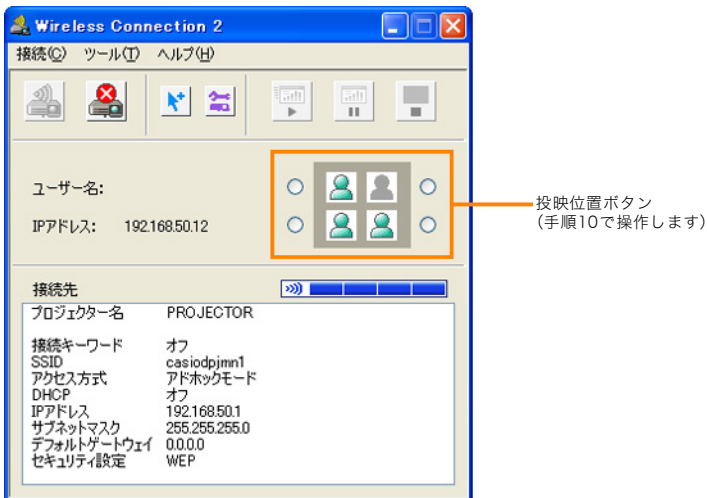 Wireless Connection 2
接続(C) ツール(T) ヘルプ(H)
ユーザー名:
IPアドレス: 192.168.50.12
投映位置ボタン
(手順10で操作します)
接続先
プロジェクター名 PROJECTOR
接続キーワード オフ
SSID casiodpjmn1
アクセス方式 アドホックモード
DHCP オフ
IPアドレス 192.168.50.1
サブネットマスク 255.255.255.0
デフォルトゲートウェイ 0.0.0.0
セキュリティ設定 WEP